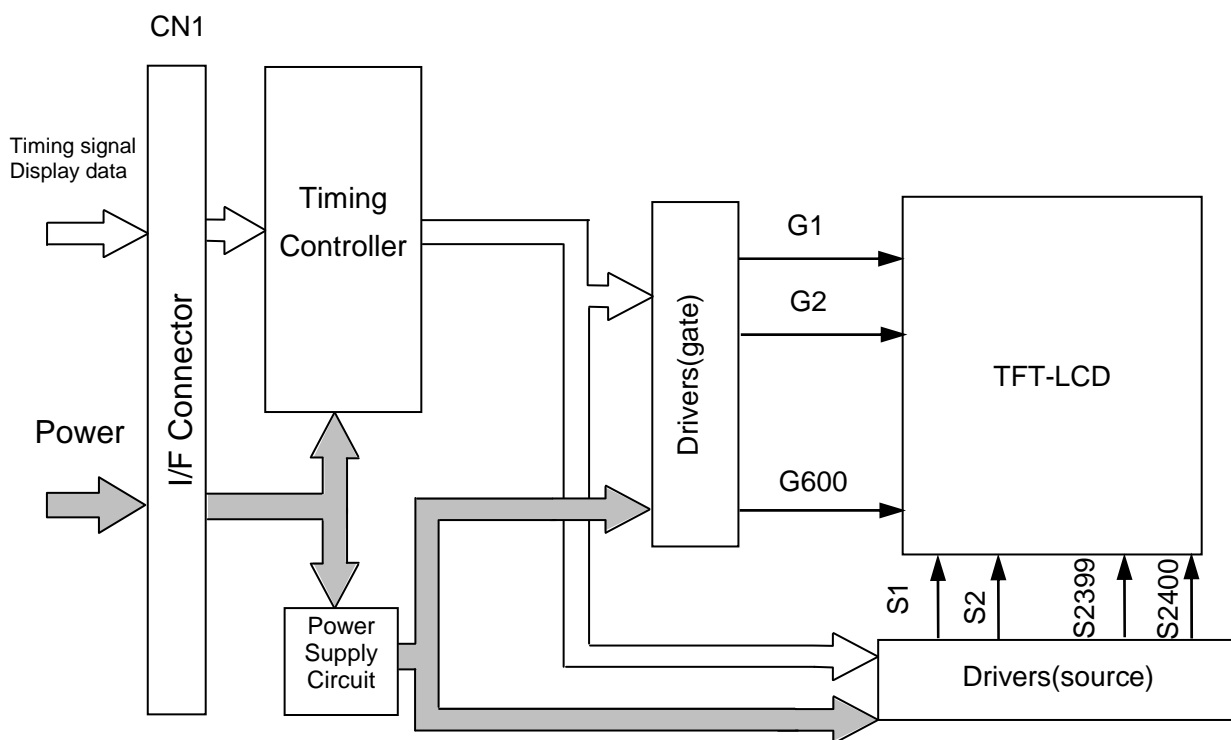 CN1
Timing signal
Display data
Power
I/F Connector
Timing
Controller
Power
Supply
Circuit
Drivers(gate)
G1
G2
G600
TFT-LCD
S1
S2
S2399
S2400
Drivers(source)